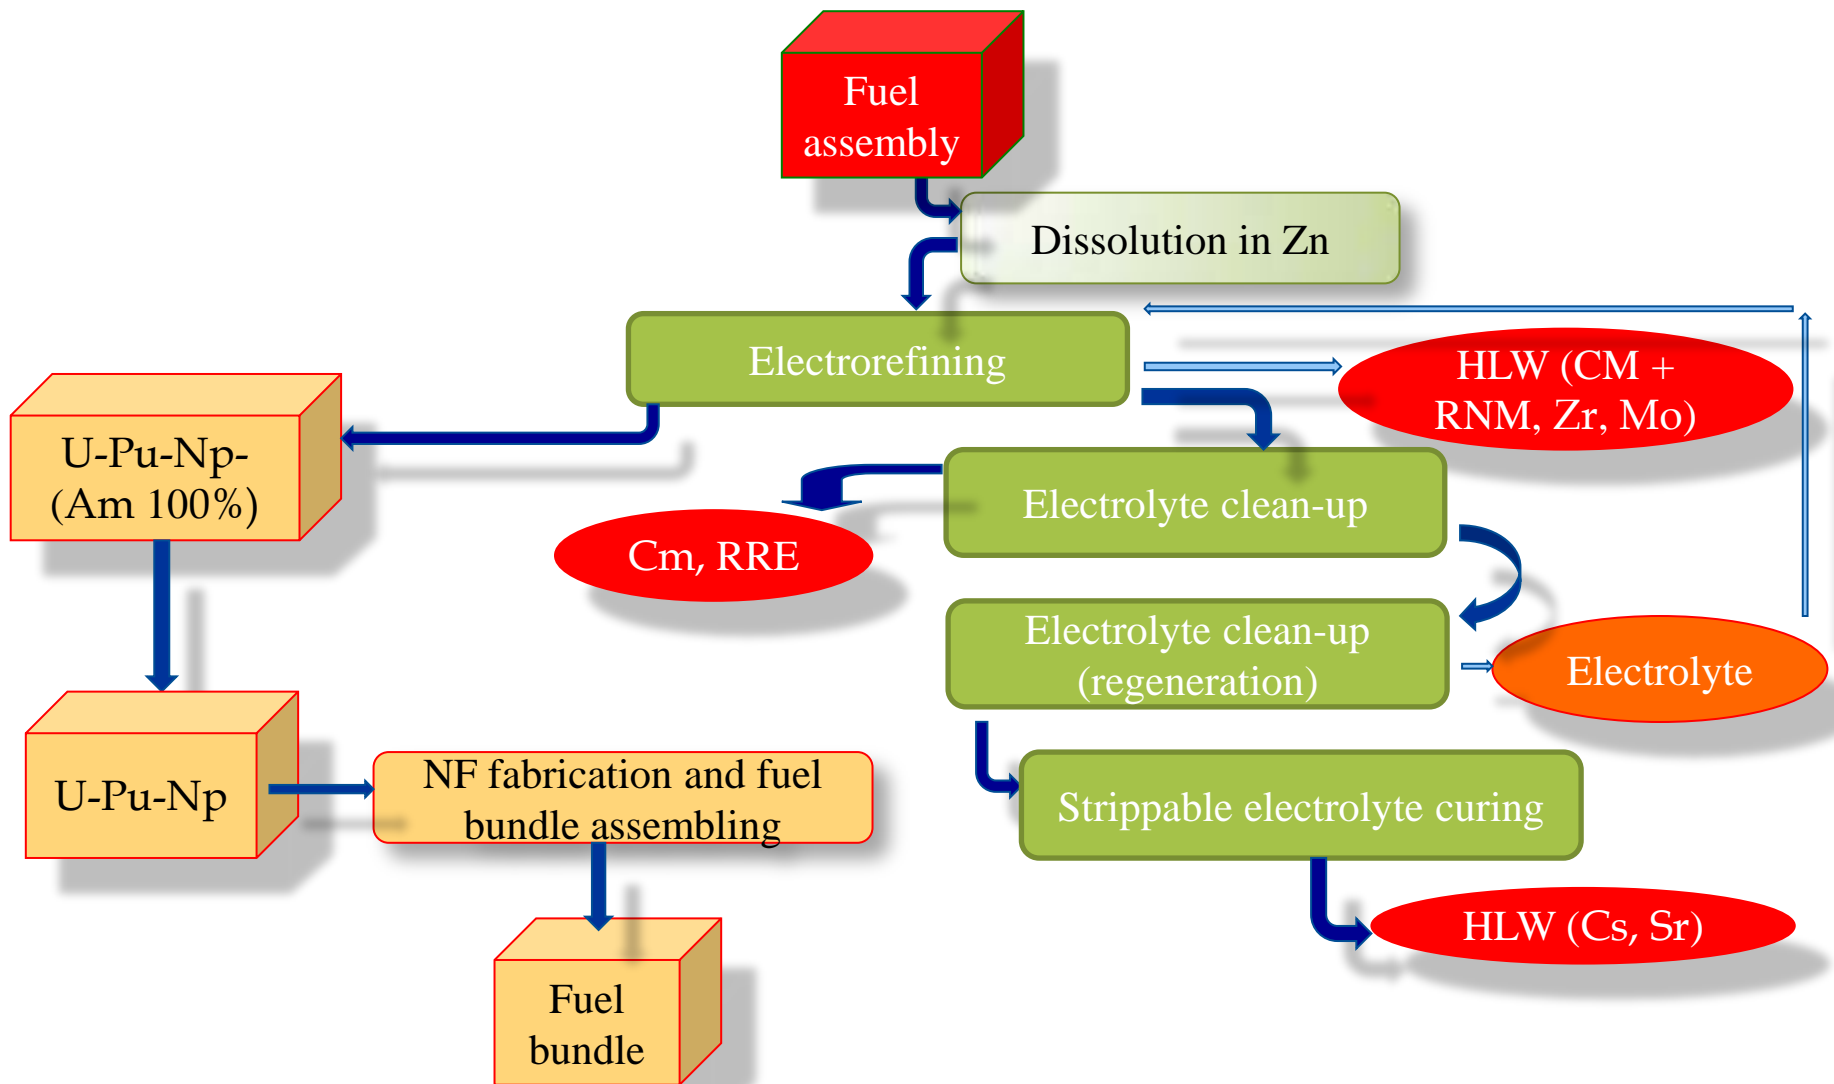 Fuel
assembly
Dissolution in Zn
Electrorefining
HLW (CM +
RNM, Zr, Mo)
U-Pu-Np-
(Am 100%)
Electrolyte clean-up
Cm, RRE
Electrolyte clean-up
(regeneration)
Electrolyte
U-Pu-Np
NF fabrication and fuel
bundle assembling
Strippable electrolyte curing
HLW (Cs, Sr)
Fuel
bundle